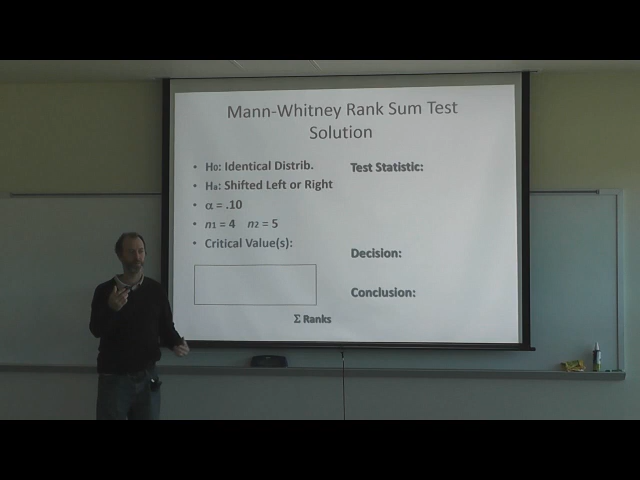 Mann-Whitney Rank Sum Test
Solution
• H0: Identical Distrib.
• Ha: Shifted Left or Right
• α = .10
• n1 = 4 n2 = 5
• Critical Value(s):
Σ Ranks
Test Statistic:
Decision:
Conclusion: